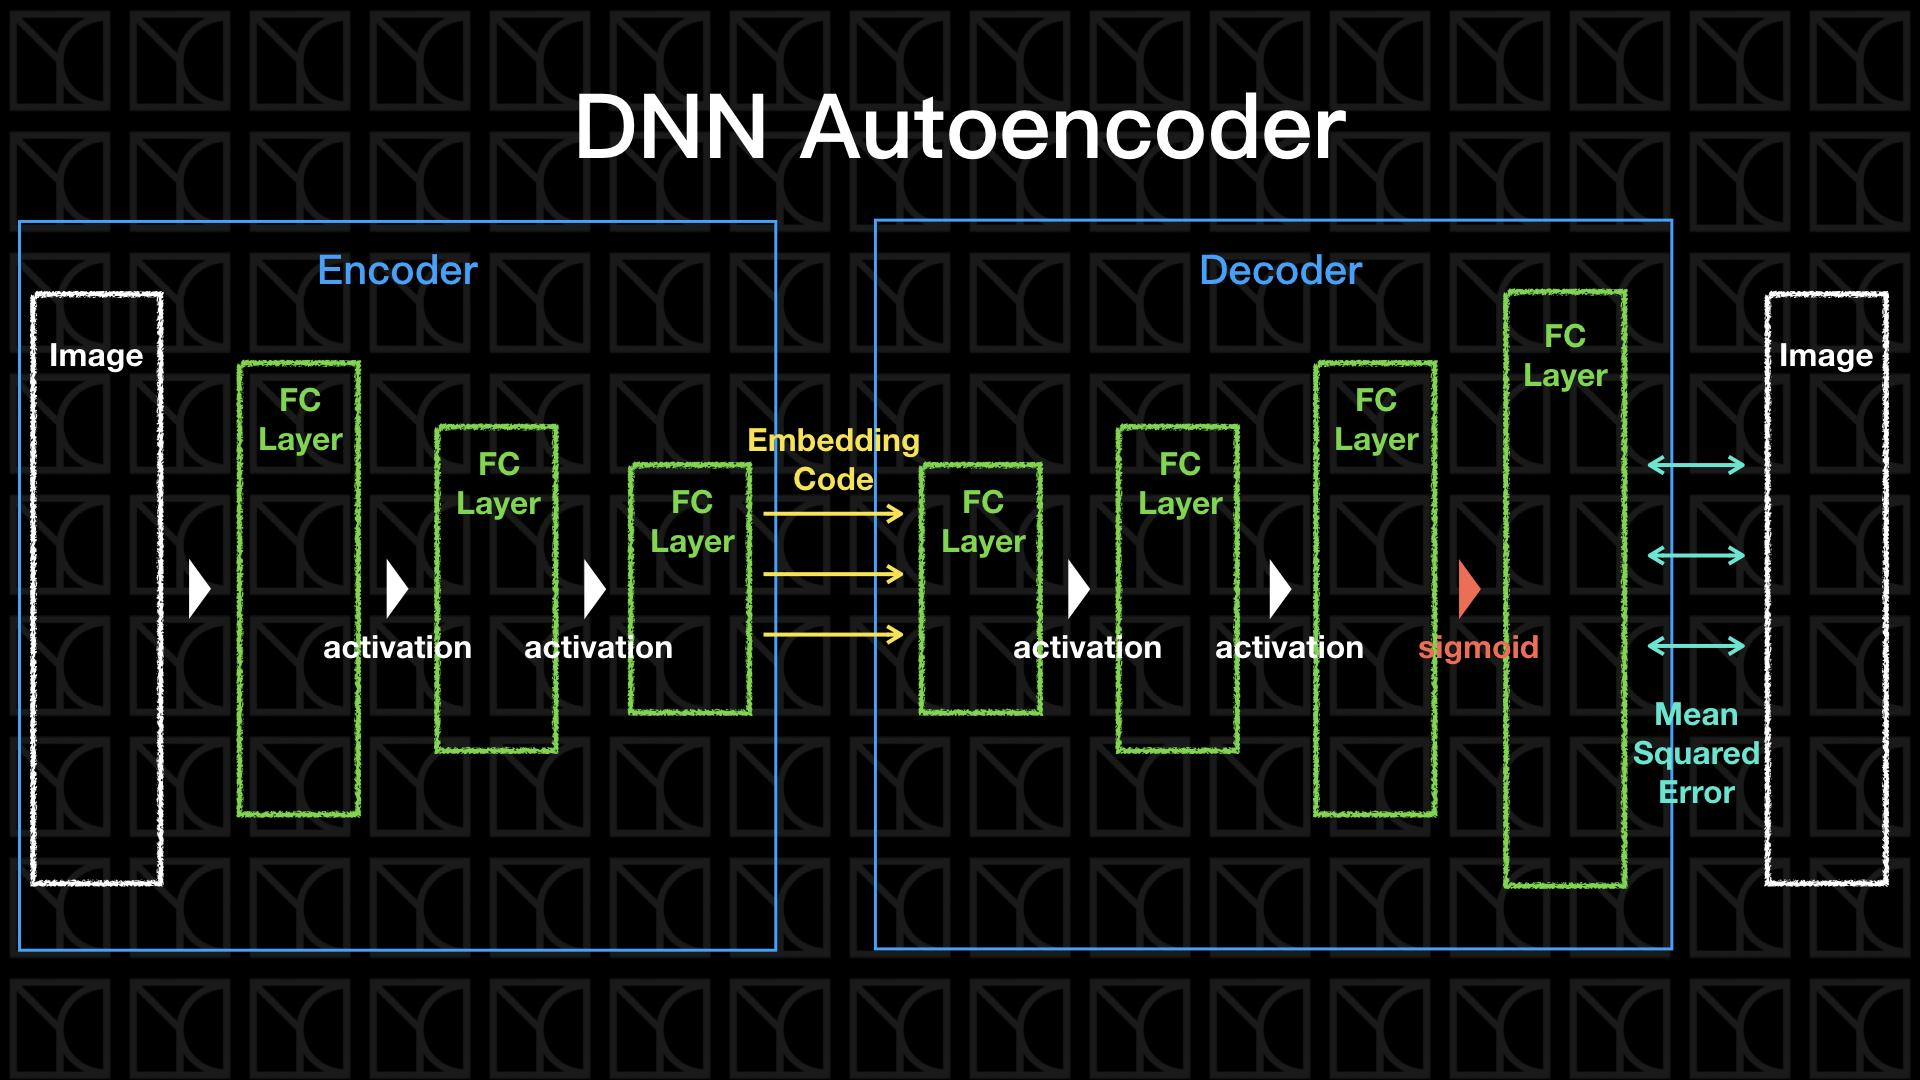 DNN Autoencoder
Encoder
Decoder
Image
FC
Layer
FC
Layer
FC
Layer
Embedding
Code
FC
Layer
FC
Layer
FC
Layer
FC
Layer
Image
activation
activation
activation
activation
sigmoid
Mean
Squared
Error